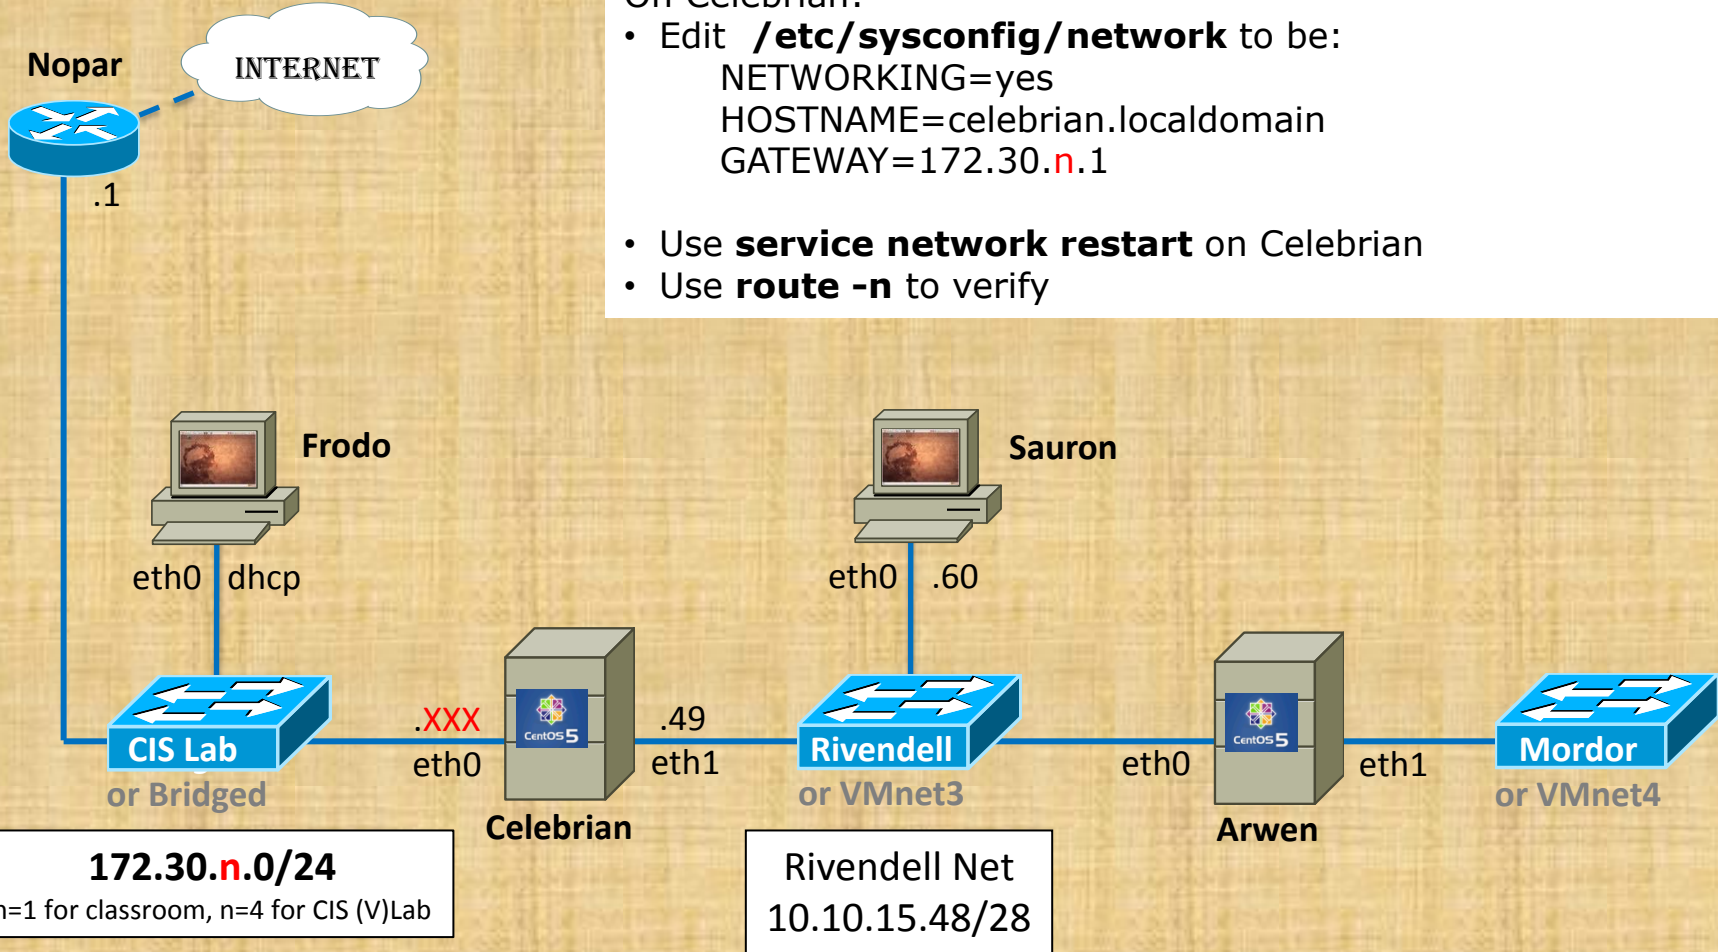 On Celebrian:
• Edit /etc/sysconfig/network to be:
NETWORKING=yes
HOSTNAME=celebrian.localdomain
GATEWAY=172.30.n.1
• Use service network restart on Celebrian
• Use route -n to verify
Nopar
INTERNET
.1
Frodo
eth0 dhcp
Sauron
eth0 .60
CIS Lab
or Bridged
.XXX
eth0
CentOS 5
.49
eth1
Celebrian
Rivendell
or VMnet3
eth0
CentOS 5
eth1
Arwen
Mordor
or VMnet4
172.30.n.0/24
n=1 for classroom, n=4 for CIS (V)Lab
Rivendell Net
10.10.15.48/28